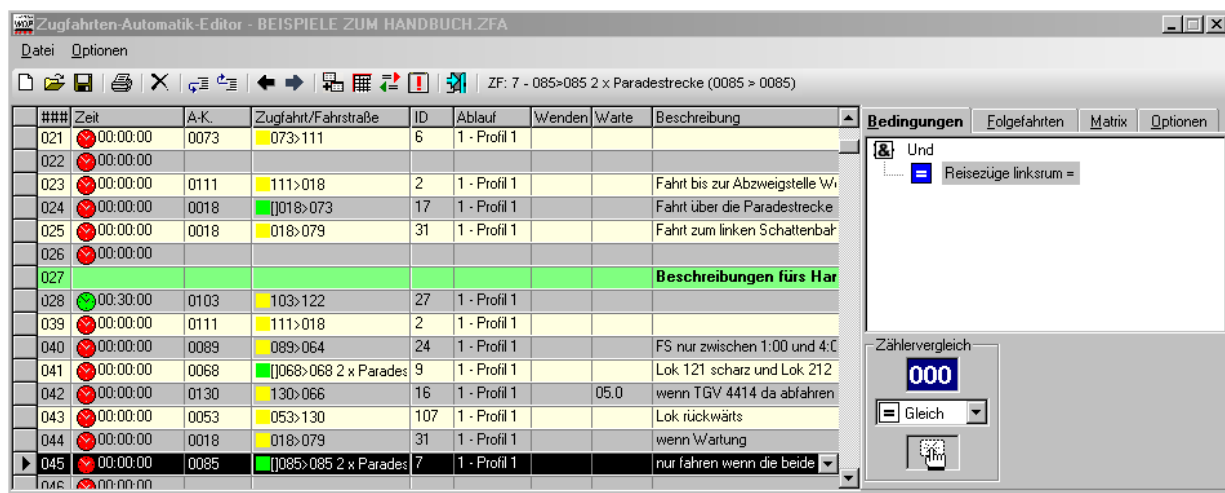 Zugfahrten-Automatik-Editor - BEISPIELE ZUM HANDBUCH.ZFA
Datei Optionen
ZF: 7 - 085>085 2 x Paradestrecke (0085 > 0085)
### Zeit A-K. Zugfahrt/Fahrstraße ID Ablauf Wenden Warte Beschreibung
021 00:00:00 0073 073>111 6 1 - Profil 1
022 00:00:00
023 00:00:00 0111 111>018 2 1 - Profil 1 Fahrt bis zur Abzweigstelle
024 00:00:00 0018 []018>073 17 1 - Profil 1 Fahrt über die Paradestrecke
025 00:00:00 0018 018>079 31 1 - Profil 1 Fahrt zum linken
026 00:00:00
027 Beschreibungen fürs Har
028 00:30:00 0103 103>122 27 1 - Profil 1
039 00:00:00 0111 111>018 2 1 - Profil 1
040 00:00:00 0089 089>064 24 1 - Profil 1 FS nur zwischen 1:00 und
041 00:00:00 0068 []068>068 2 x Parades 9 1 - Profil 1 Lok 121 scharz und Lok 212
042 00:00:00 0130 130>066 16 1 - Profil 1 05.0 wenn TGV 4414 da abfahren
043 00:00:00 0053 053>130 107 1 - Profil 1 Lok rückwärts
044 00:00:00 0018 018>079 31 1 - Profil 1 wenn Wartung
045 00:00:00 0085 []085>085 2 x Parades 7 1 - Profil 1 nur fahren wenn die beide
046 00:00:00
Bedingungen Folgefahrten Matrix Optionen
& Und
= Reisezüge linksrum =
Zählervergleich
000
= Gleich